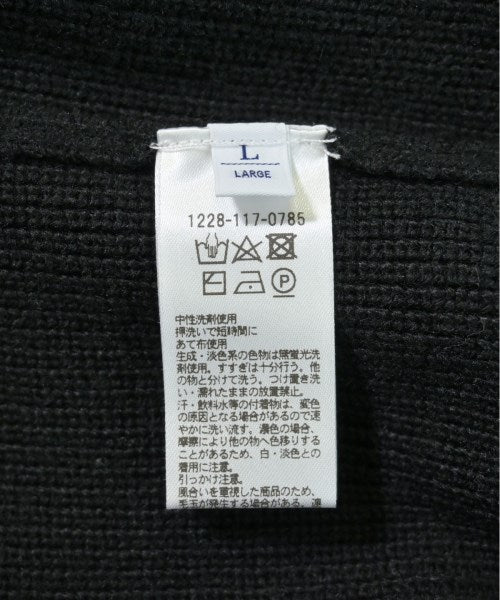 L
LARGE
1228-117-0785
P
中性洗剤使用
押洗いで短時間に
あて布使用
生成・淡色系の色物は無蛍光洗
剤使用。すすぎは十分行う。他
の物と分けて洗う。つけ置き洗
い・濡れたままの放置禁止。
汗・飲料水等の付着物は、変色
の原因となる場合があるので速
やかに洗い流す。濃色の場合、
摩擦により他の物へ色移りする
ことがあるため、白・淡色との
着用に注意。
引っかけ注意。
風合いを重視した商品のため、
毛玉が発生する場合がある。凍